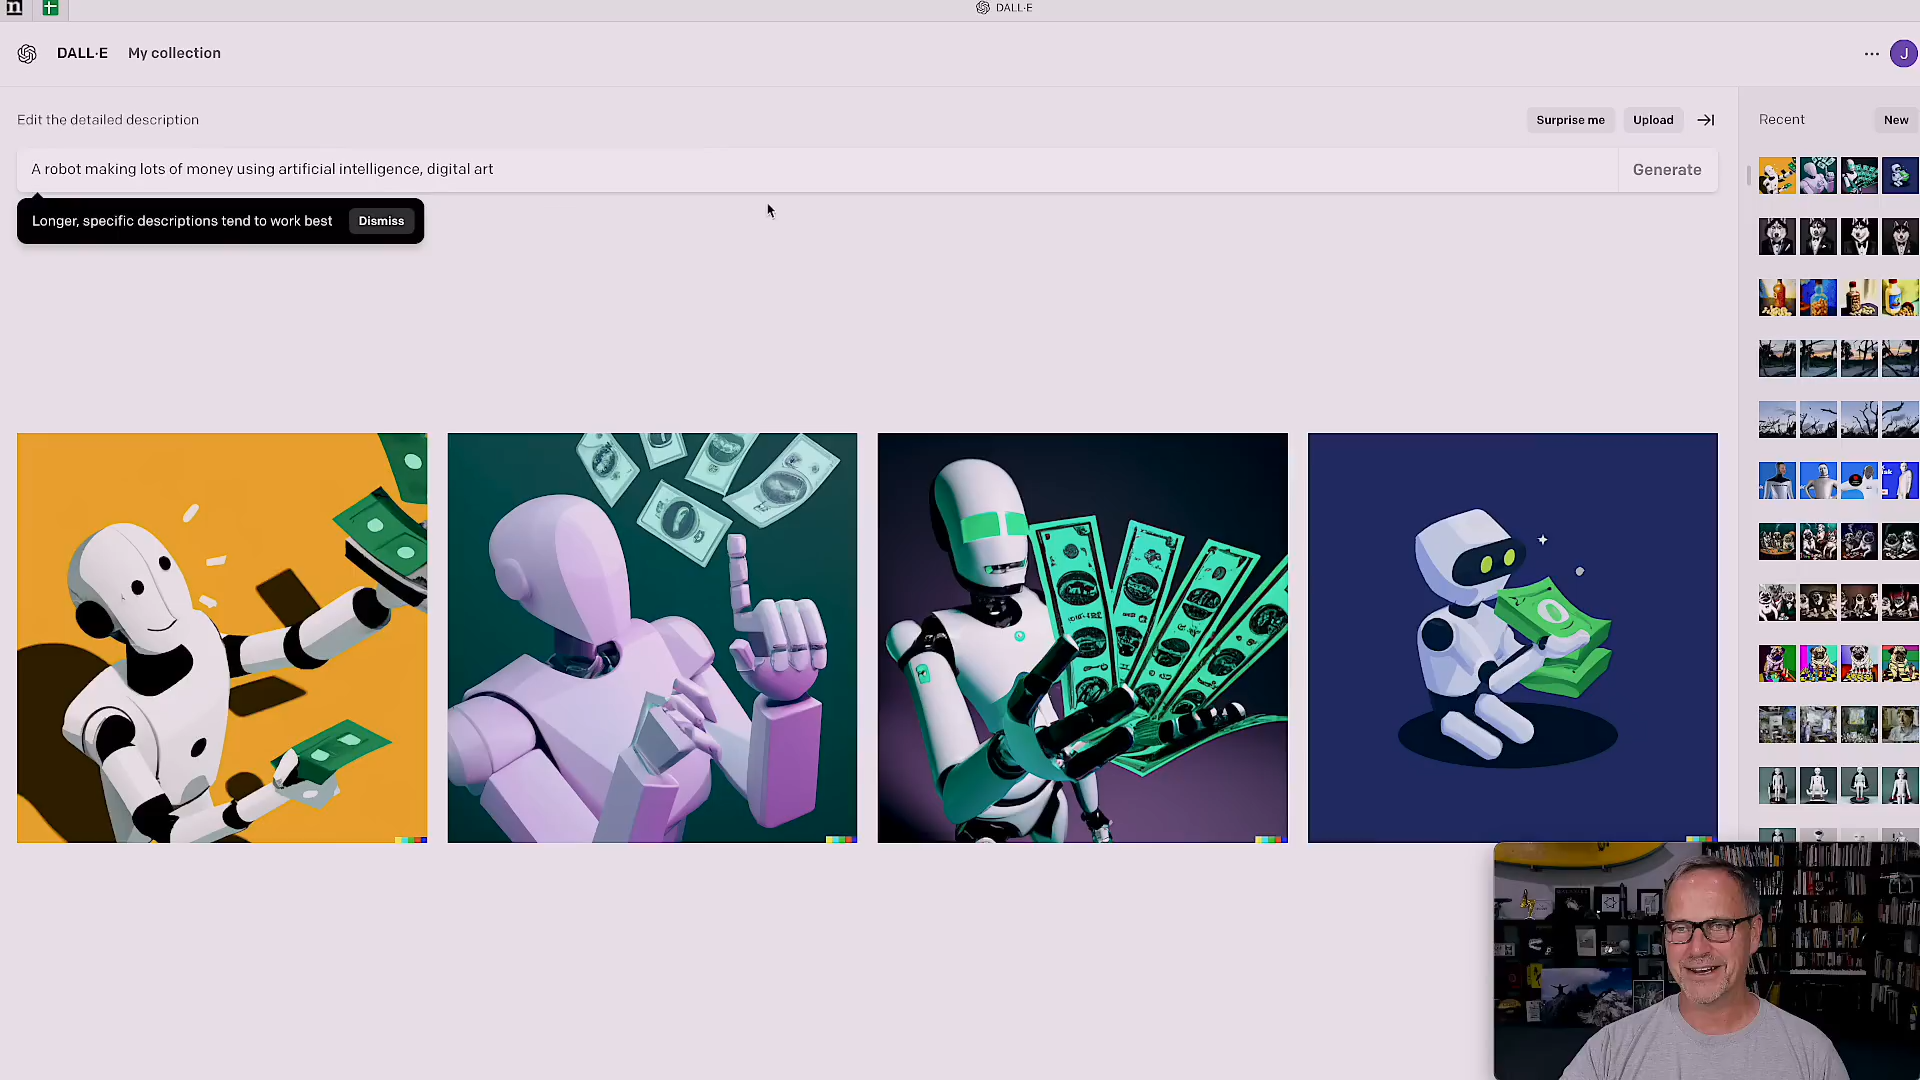 DALL·E
DALL·E
My collection
J
Edit the detailed description
Surprise me
Upload
Recent
New
A robot making lots of money using artificial intelligence, digital art
Generate
Longer, specific descriptions tend to work best
Dismiss